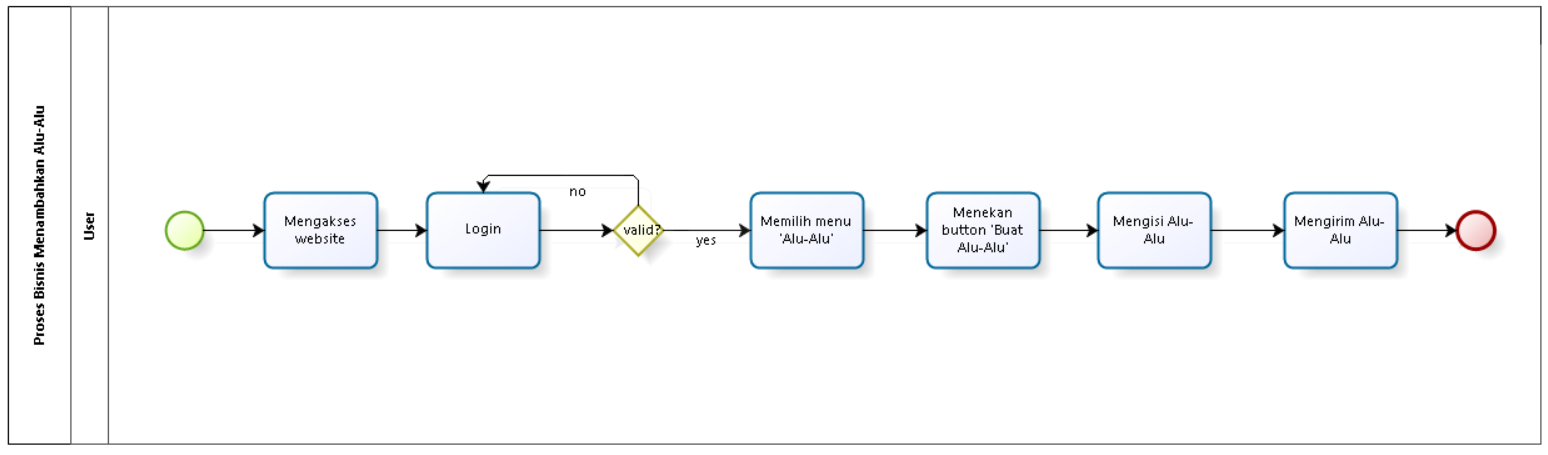 Proses Bisnis Menambahkan Alu-Alu
User
Mengakses
website
Login
no
valid?
yes
Memilih menu
'Alu-Alu'
Menekan
button 'Buat
Alu-Alu'
Mengisi Alu-
Alu
Mengirim Alu-
Alu